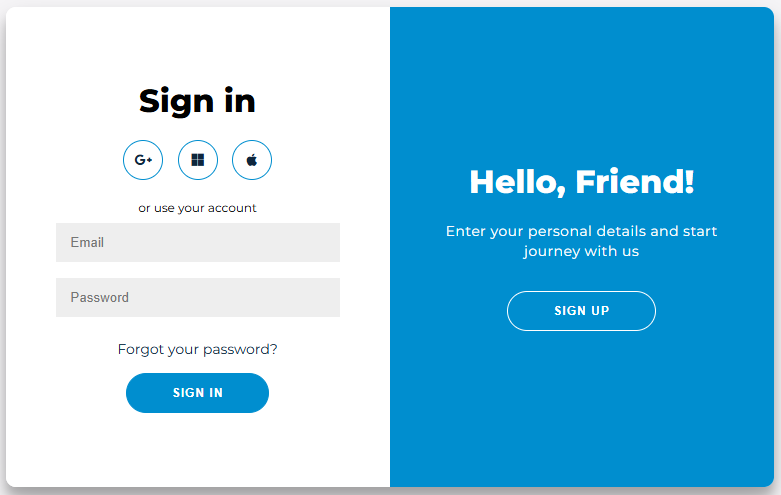 Sign in
G+
or use your account
Email
Password
Forgot your password?
SIGN IN
Hello, Friend!
Enter your personal details and start
journey with us
SIGN UP